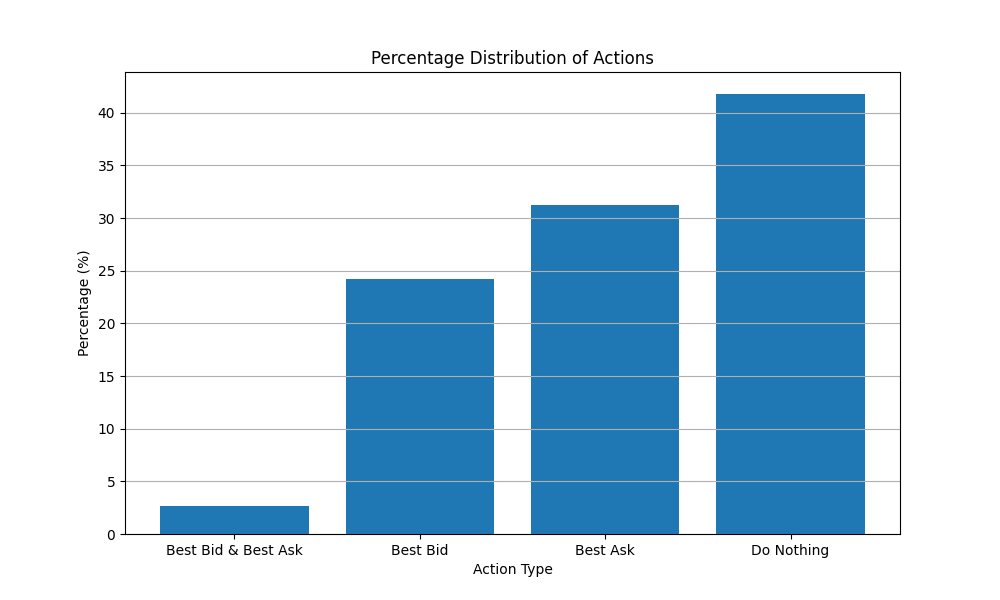 Percentage Distribution of Actions
Percentage (%)
40
35
30
25
20
15
10
5
0
Best Bid & Best Ask
Best Bid
Best Ask
Do Nothing
Action Type